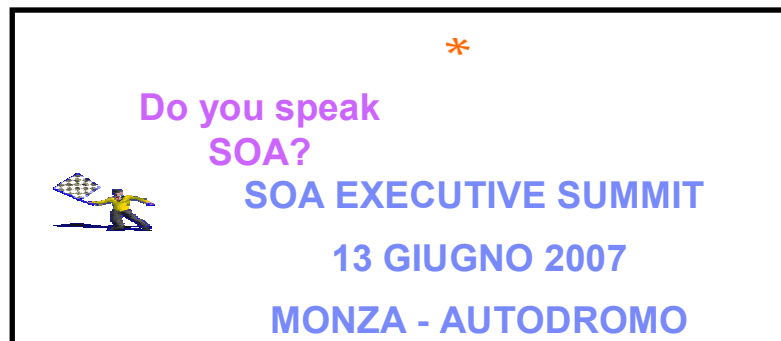 *
Do you speak
SOA?
SOA EXECUTIVE SUMMIT
13 GIUGNO 2007
MONZA - AUTODROMO